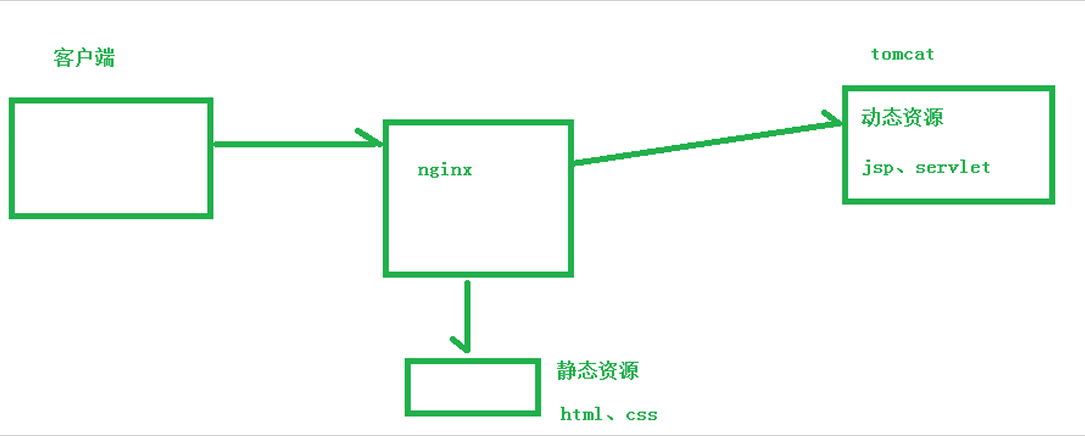 客户端
tomcat
动态资源
jsp、servlet
nginx
静态资源
html、css